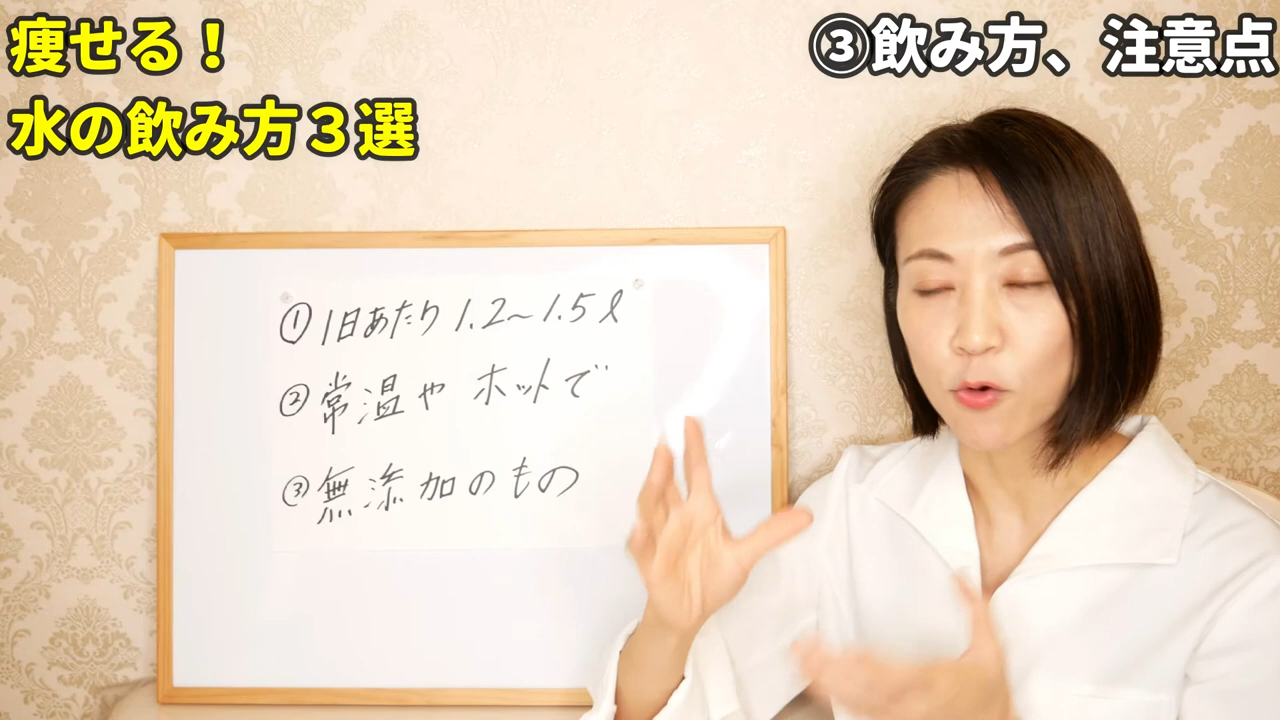 痩せる！
水の飲み方３選
③飲み方、注意点
① 1日あたり 1.2〜1.5ℓ
② 常温や ホットで
③ 無添加のもの